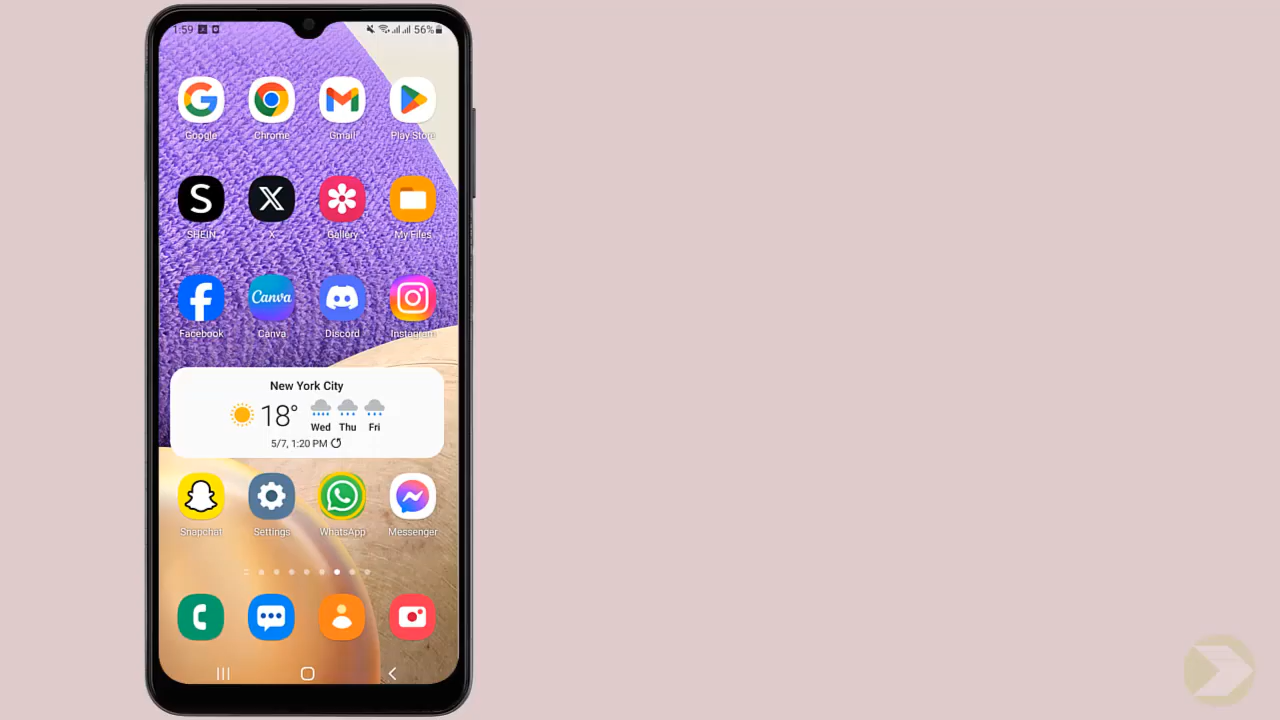 1:59
56%
Google Chrome Gmail Play Store
S
SHEIN X Gallery My Files
Canva
Facebook Canva Discord Instagram
New York City
18°
Wed Thu Fri
5/7, 1:20 PM
Snapchat Settings WhatsApp Messenger